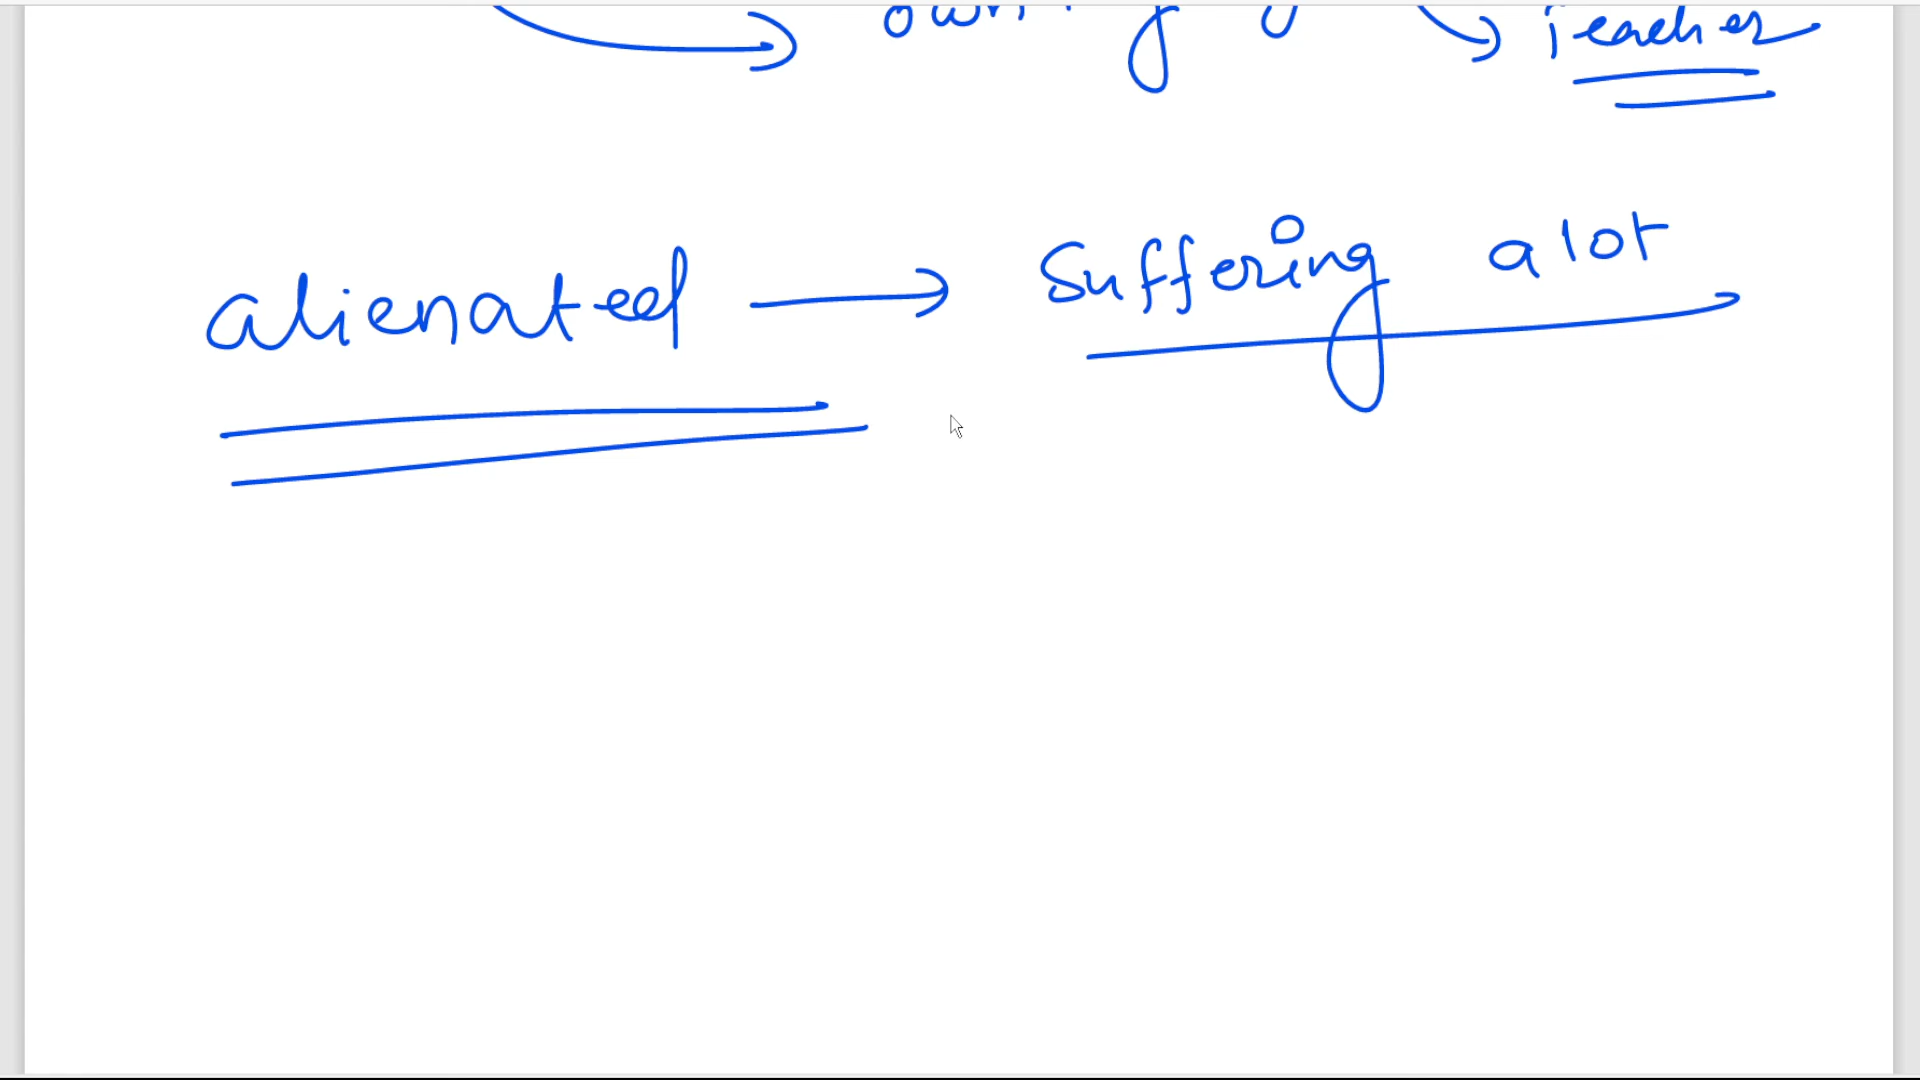 Teacher
alienated → Suffering alot